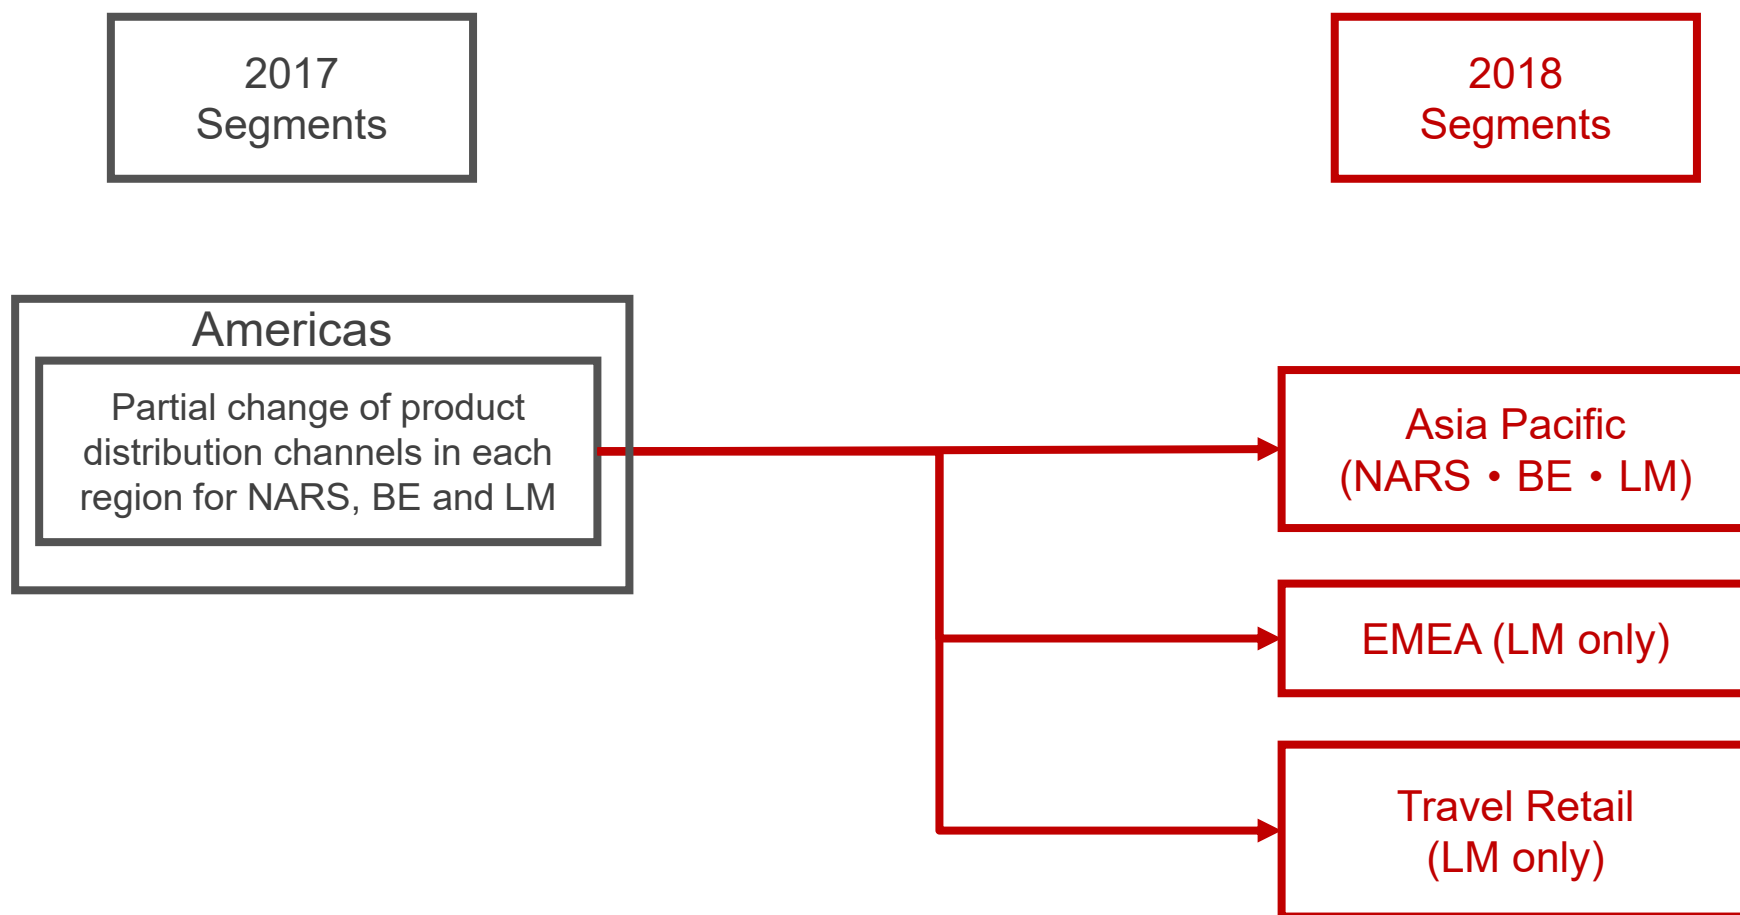 2017
Segments
2018
Segments
Americas
Partial change of product
distribution channels in each
region for NARS, BE and LM
Asia Pacific
(NARS・BE・LM)
EMEA (LM only)
Travel Retail
(LM only)